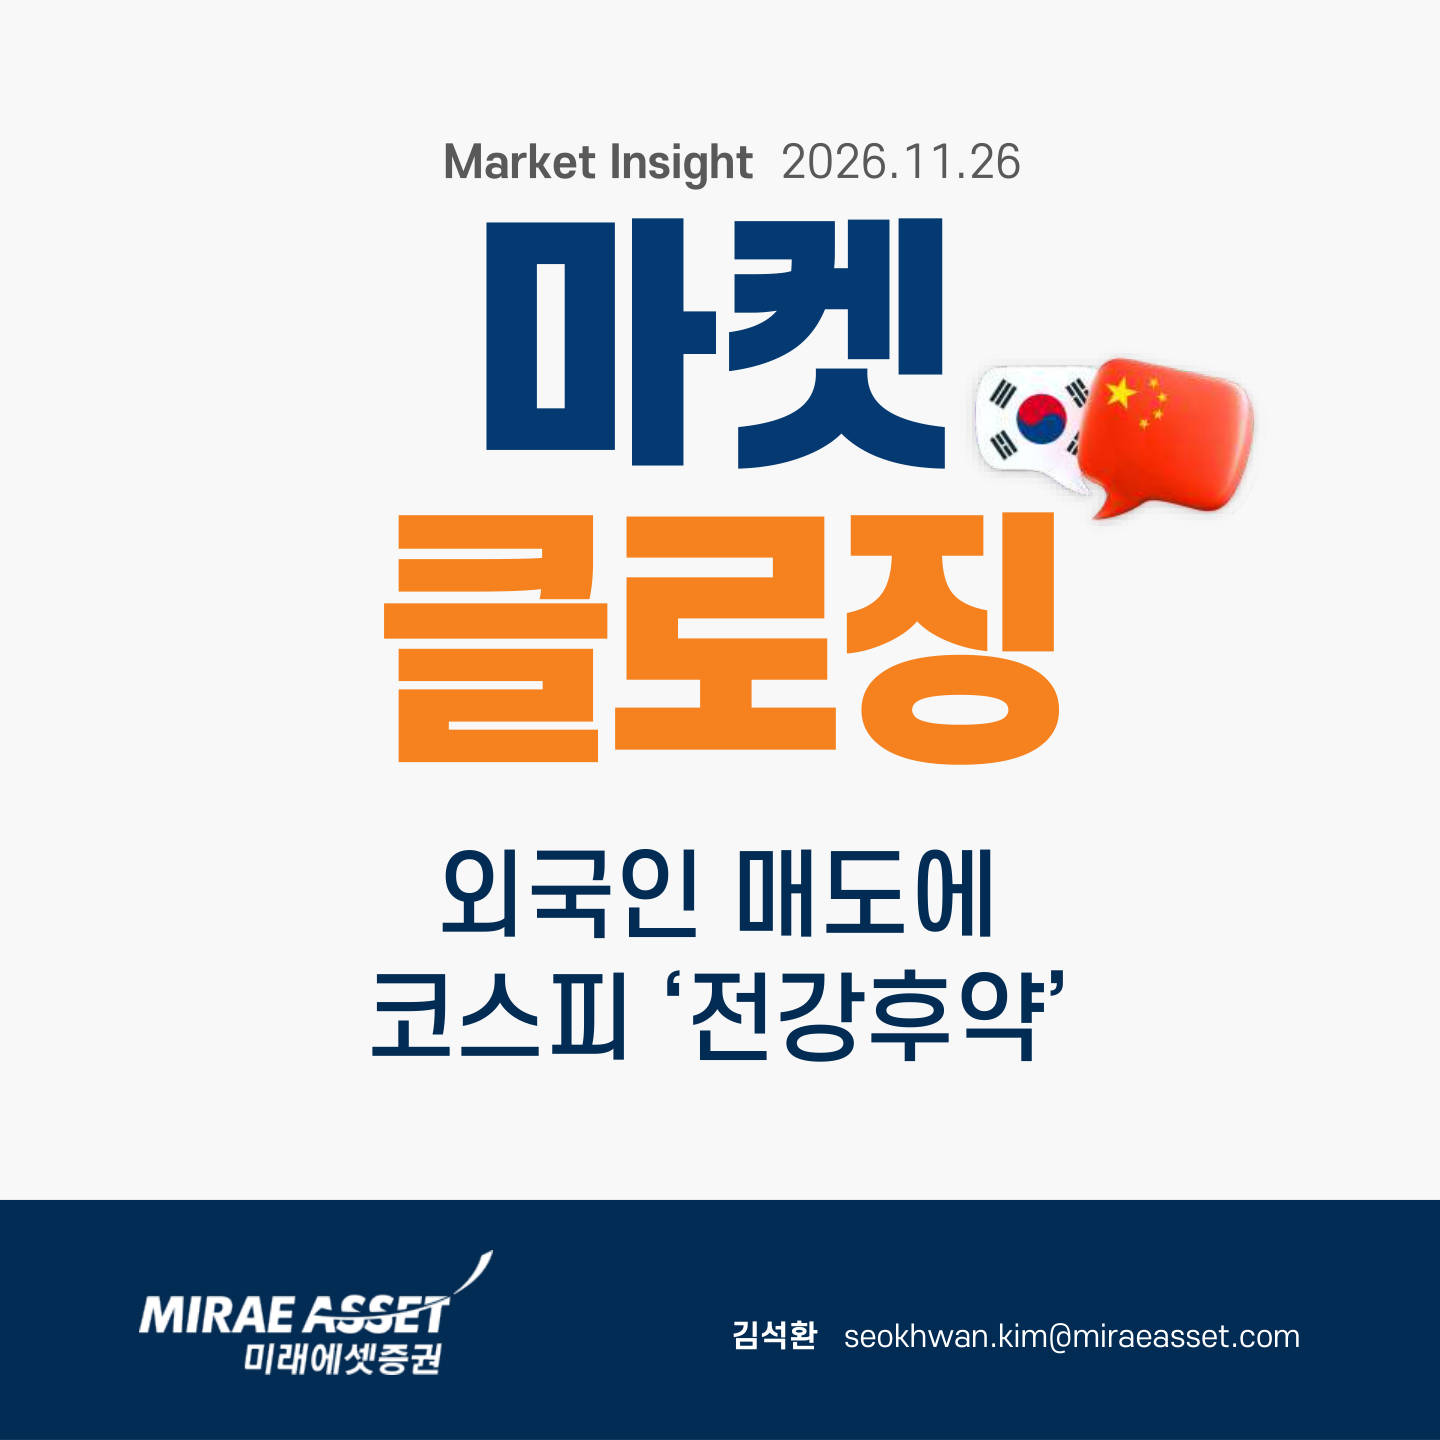 Market Insight 2026.11.26
마켓
클로징
외국인 매도에
코스피 ‘전강후약’
MIRAE ASSET
미래에셋증권
김석환 seokhwan.kim@miraeasset.com